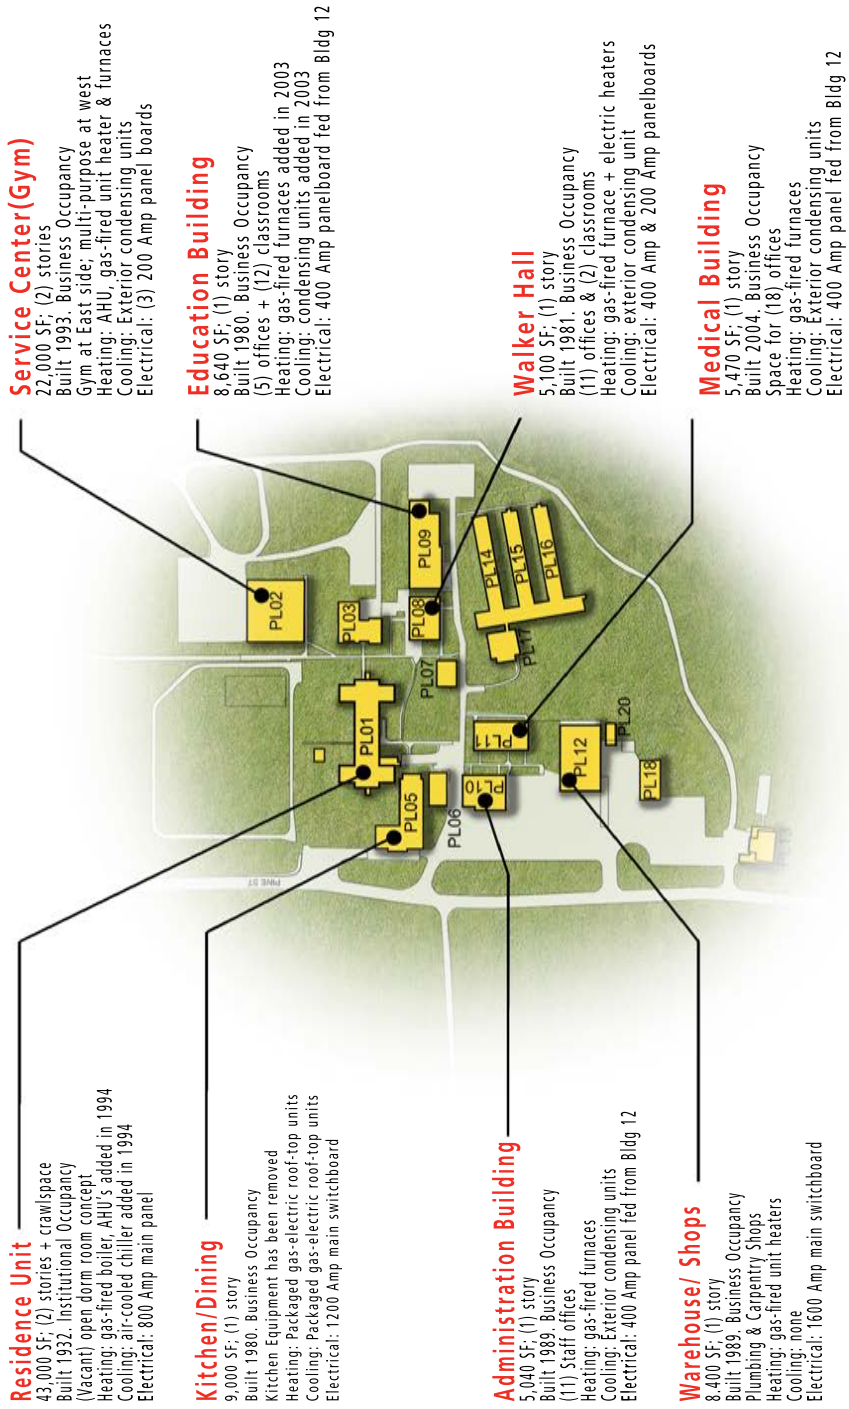 Residence Unit
43,000 SF; (2) stories + crawlspace
Built 1932. Institutional Occupancy
(Vacant) open dorm room concept
Heating: gas-fired boiler, AHU's added in 1994
Cooling: air-cooled chiller added in 1994
Electrical: 800 Amp main panel
Kitchen/Dining
9,000 SF; (1) story
Built 1980. Business Occupancy
Kitchen Equipment has been removed
Heating: Packaged gas-electric roof-top units
Cooling: Packaged gas-electric roof-top units
Electrical: 1200 Amp main switchboard
Administration Building
5,040 SF; (1) story
Built 1989. Business Occupancy
(11) Staff offices
Heating: gas-fired furnaces
Cooling: Exterior condensing units
Electrical: 400 Amp panel fed from Bldg 12
Warehouse/ Shops
8.400 SF; (1) story
Built 1989. Business Occupancy
Plumbing & Carpentry Shops
Heating: gas-fired unit heaters
Cooling: none
Electrical: 1600 Amp main switchboard
PINE ST
PL01
PL02
PL03
PL05
PL06
PL07
PL08
PL09
PL10
PL11
PL12
PL14
PL15
PL16
PL17
PL18
PL20
Service Center(Gym)
22,000 SF; (2) stories
Built 1993. Business Occupancy
Gym at East side; multi-purpose at west
Heating: AHU, gas-fired unit heater & furnaces
Cooling: Exterior condensing units
Electrical: (3) 200 Amp panel boards
Education Building
8,640 SF; (1) story
Built 1980. Business Occupancy
(5) offices + (12) classrooms
Heating: gas-fired furnaces added in 2003
Cooling: condensing units added in 2003
Electrical: 400 Amp panelboard fed from Bldg 12
Walker Hall
5,100 SF; (1) story
Built 1981. Business Occupancy
(11) offices & (2) classrooms
Heating: gas-fired furnace + electric heaters
Cooling: exterior condensing unit
Electrical: 400 Amp & 200 Amp panelboards
Medical Building
5,470 SF; (1) story
Built 2004. Business Occupancy
Space for (18) offices
Heating: gas-fired furnaces
Cooling: Exterior condensing units
Electrical: 400 Amp panel fed from Bldg 12